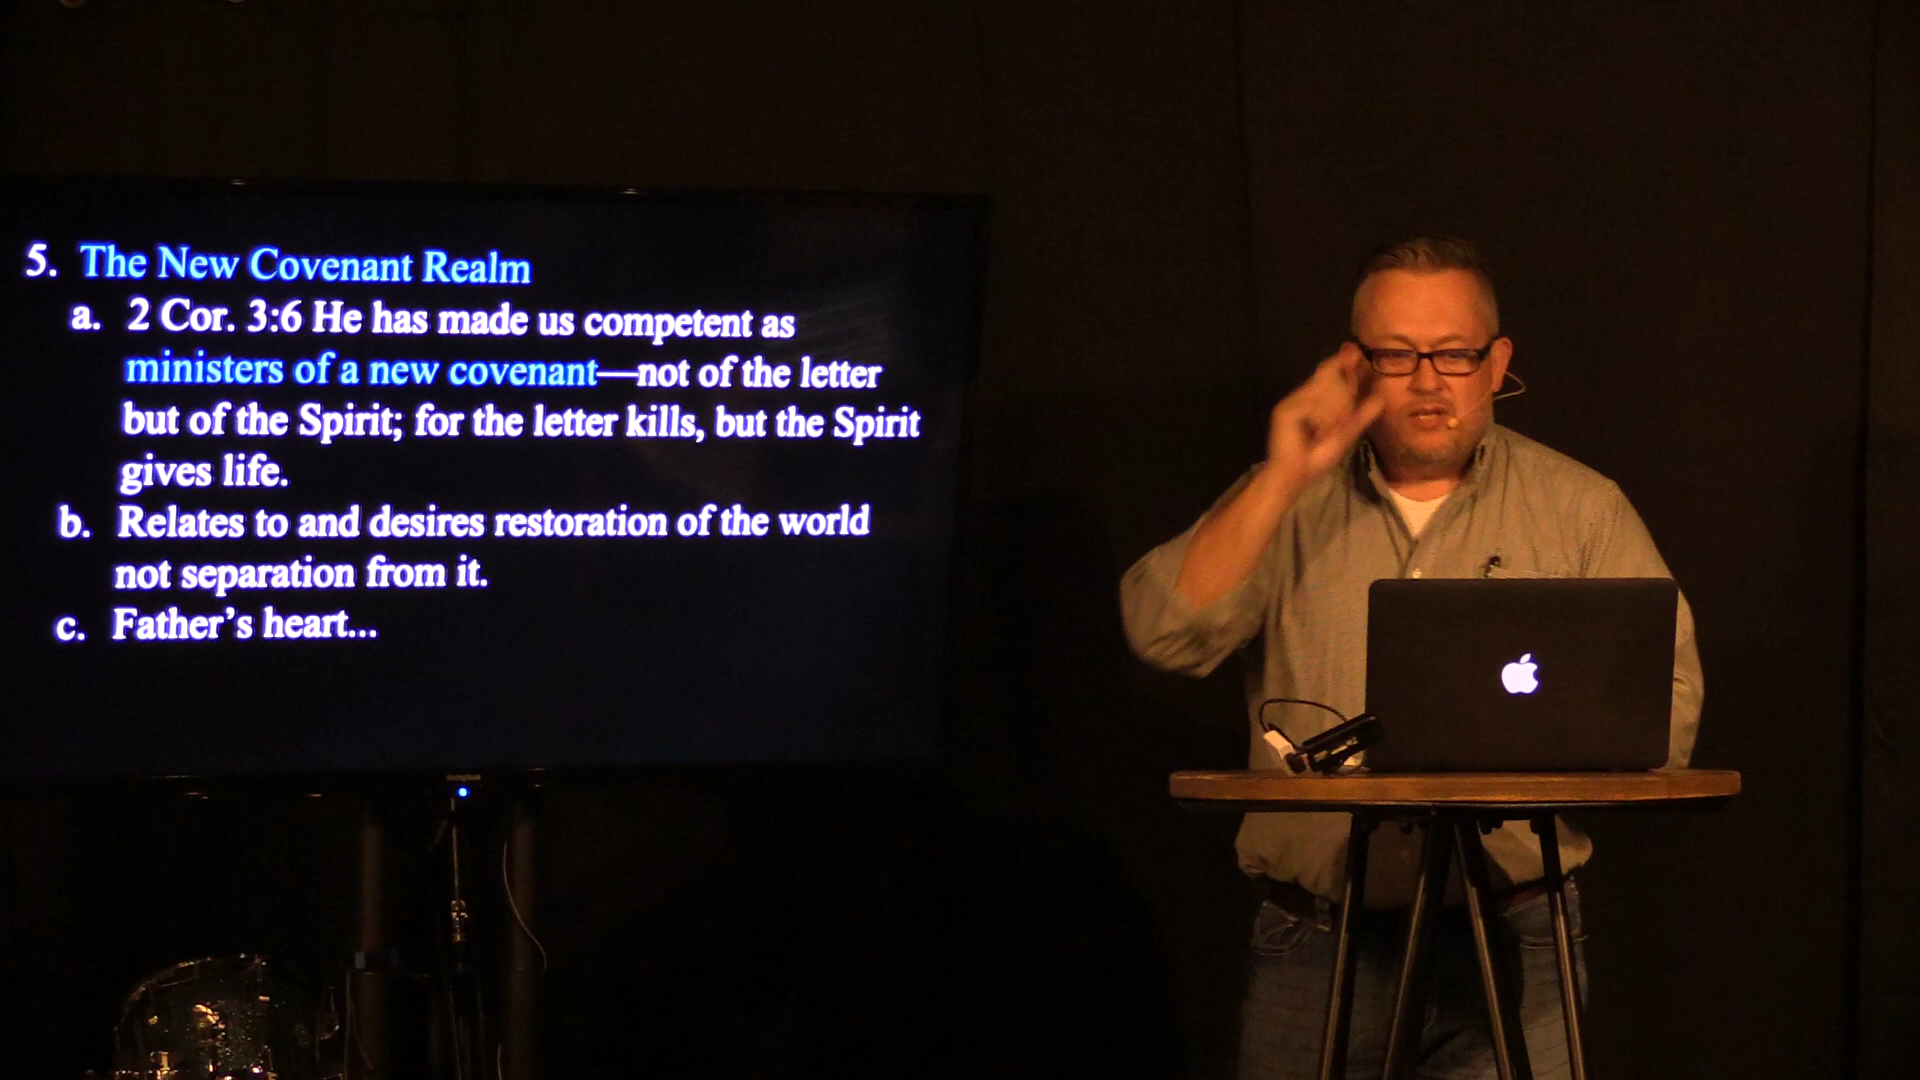 5. The New Covenant Realm
a. 2 Cor. 3:6 He has made us competent as
ministers of a new covenant—not of the letter
but of the Spirit; for the letter kills, but the Spirit
gives life.
b. Relates to and desires restoration of the world
not separation from it.
c. Father’s heart...